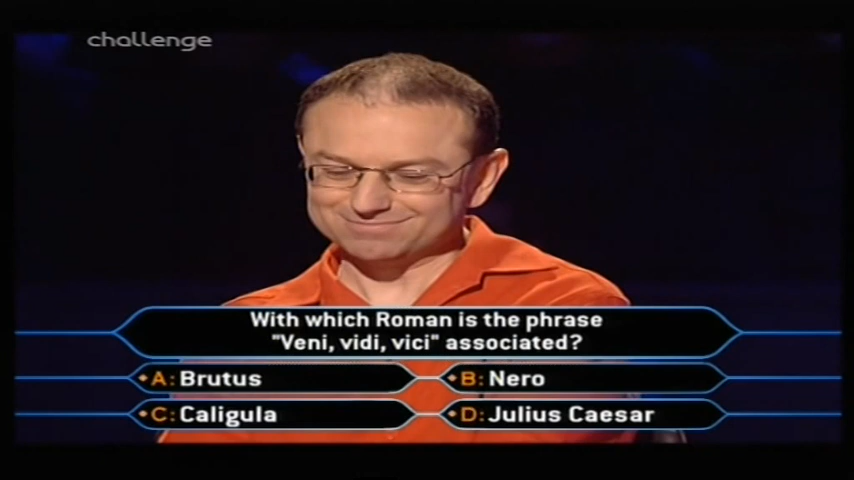 challenge
With which Roman is the phrase
"Veni, vidi, vici" associated?
A: Brutus
B: Nero
C: Caligula
D: Julius Caesar